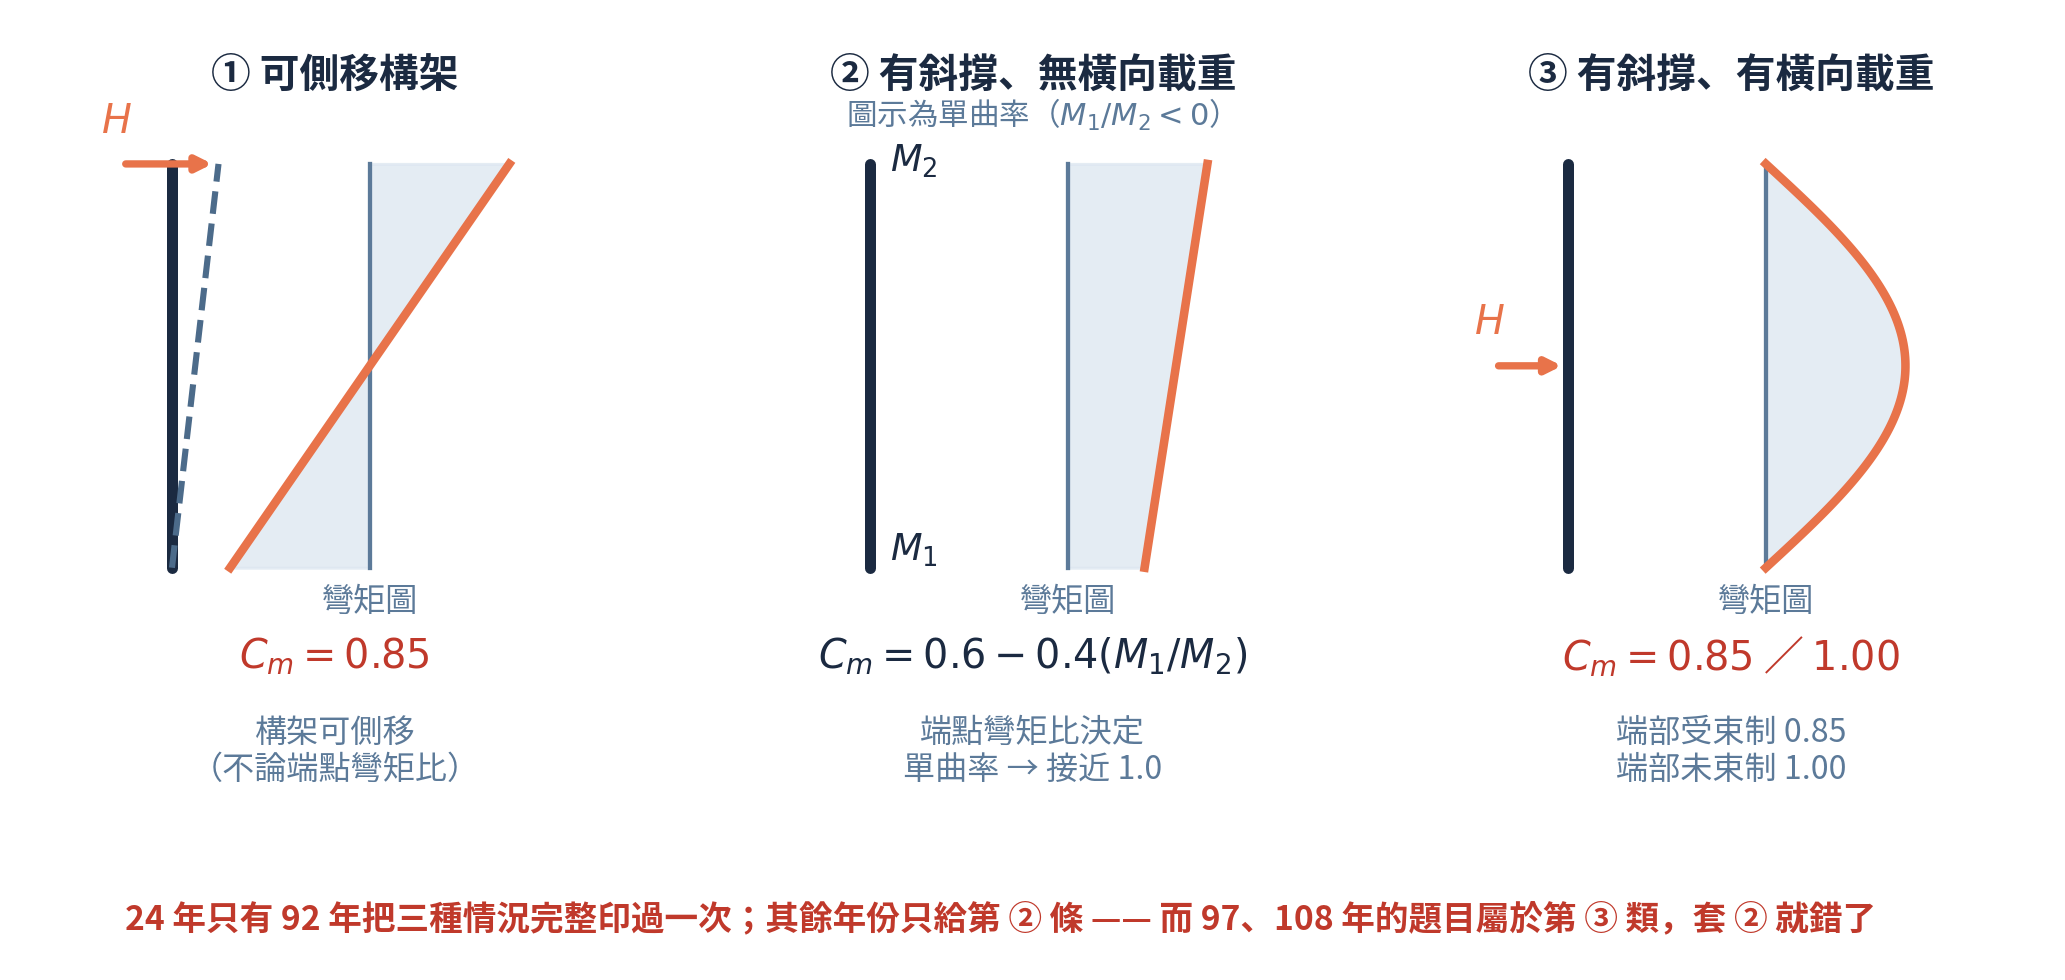 ① 可側移構架
H
彎矩圖
Cm = 0.85
構架可側移
（不論端點彎矩比）
② 有斜撐、無橫向載重
圖示為單曲率（M1/M2 < 0）
M2
M1
彎矩圖
Cm = 0.6 − 0.4(M1/M2)
端點彎矩比決定
單曲率 → 接近 1.0
③ 有斜撐、有橫向載重
H
彎矩圖
Cm = 0.85 ／ 1.00
端部受束制 0.85
端部未束制 1.00
24 年只有 92 年把三種情況完整印過一次；其餘年份只給第 ② 條 —— 而 97、108 年的題目屬於第 ③ 類，套 ② 就錯了